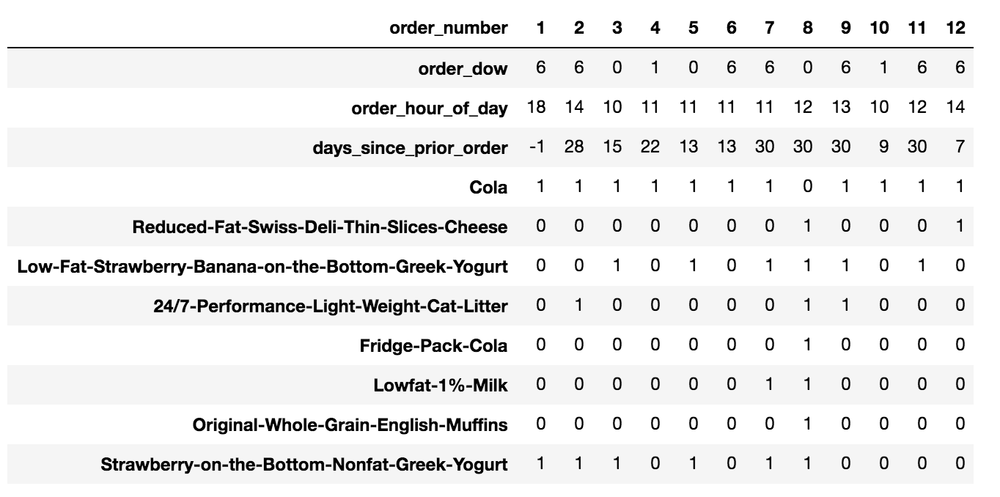 order_number 1 2 3 4 5 6 7 8 9 10 11 12
order_dow 6 6 0 1 0 6 6 0 6 1 6 6
order_hour_of_day 18 14 10 11 11 11 11 12 13 10 12 14
days_since_prior_order -1 28 15 22 13 13 30 30 30 9 30 7
Cola 1 1 1 1 1 1 1 0 1 1 1 1
Reduced-Fat-Swiss-Deli-Thin-Slices-Cheese 0 0 0 0 0 0 0 1 0 0 0 1
Low-Fat-Strawberry-Banana-on-the-Bottom-Greek-Yogurt 0 0 1 0 1 0 1 1 1 0 1 0
24/7-Performance-Light-Weight-Cat-Litter 0 1 0 0 0 0 0 1 1 0 0 0
Fridge-Pack-Cola 0 0 0 0 0 0 0 1 0 0 0 0
Lowfat-1%-Milk 0 0 0 0 0 0 1 1 0 0 0 0
Original-Whole-Grain-English-Muffins 0 0 0 0 0 0 0 1 0 0 0 0
Strawberry-on-the-Bottom-Nonfat-Greek-Yogurt 1 1 1 0 1 0 1 1 0 0 0 0